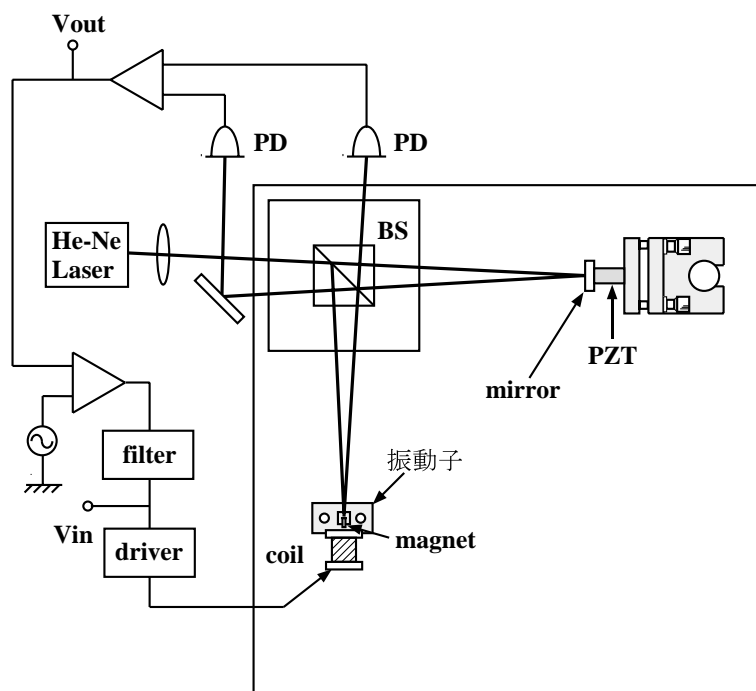 Vout
PD
PD
BS
He-Ne
Laser
PZT
mirror
振動子
filter
Vin
magnet
driver
coil